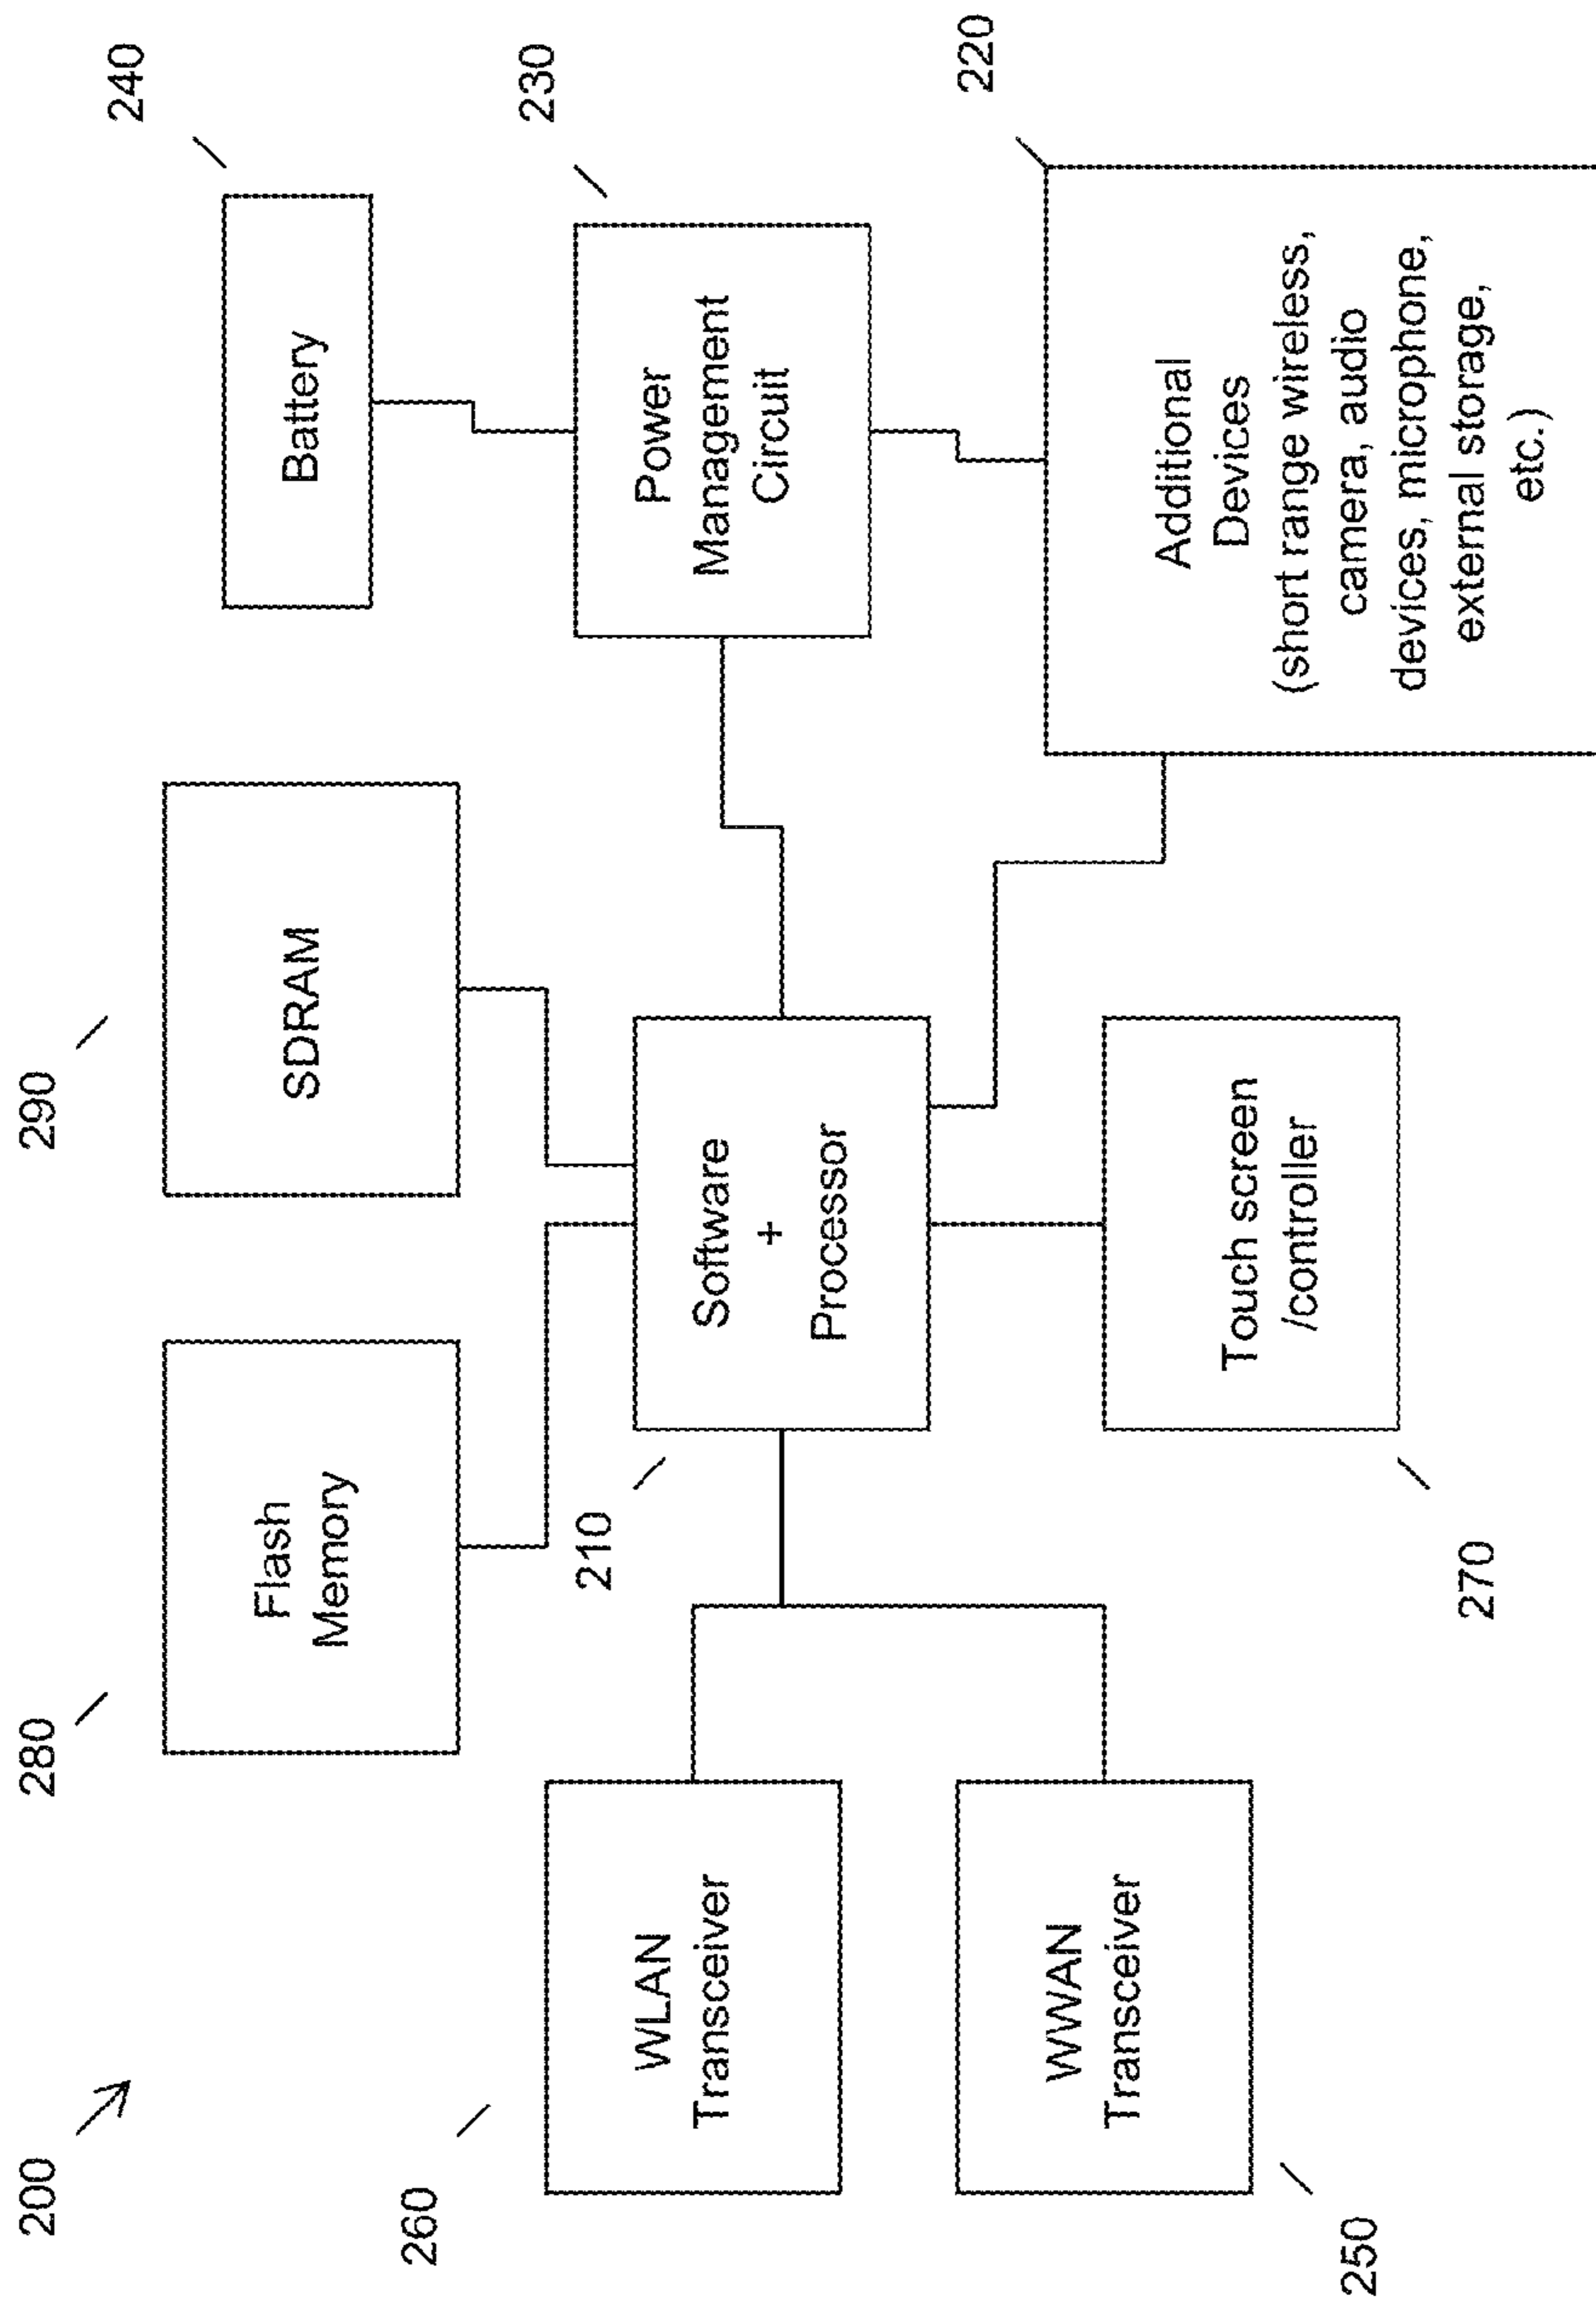 200
280
290
240
Flash
Memory
SDRAM
Battery
260
WLAN
Transceiver
210
Software
+
Processor
230
Power
Management
Circuit
250
WWAN
Transceiver
270
Touch screen
/controller
220
Additional
Devices
(short range wireless,
camera, audio
devices, microphone,
external storage,
etc.)